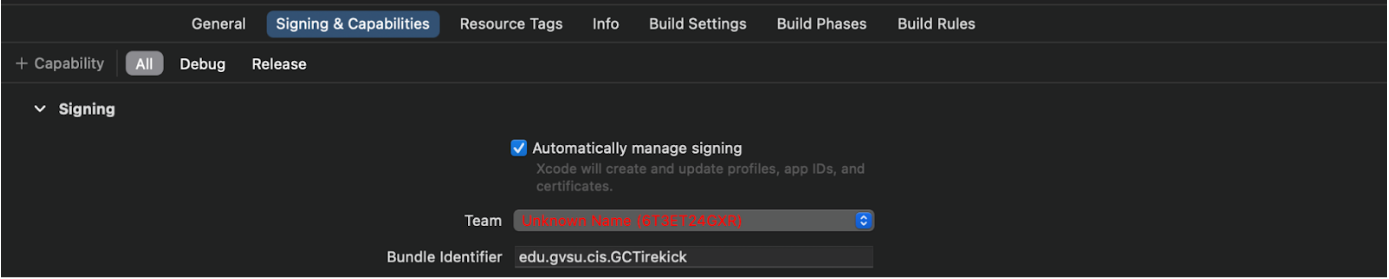 General Signing & Capabilities Resource Tags Info Build Settings Build Phases Build Rules
+ Capability All Debug Release
Signing
Automatically manage signing
Xcode will create and update profiles, app IDs, and
certificates.
Team Unknown Name (6T3ET24GXR)
Bundle Identifier edu.gvsu.cis.GCTirekick